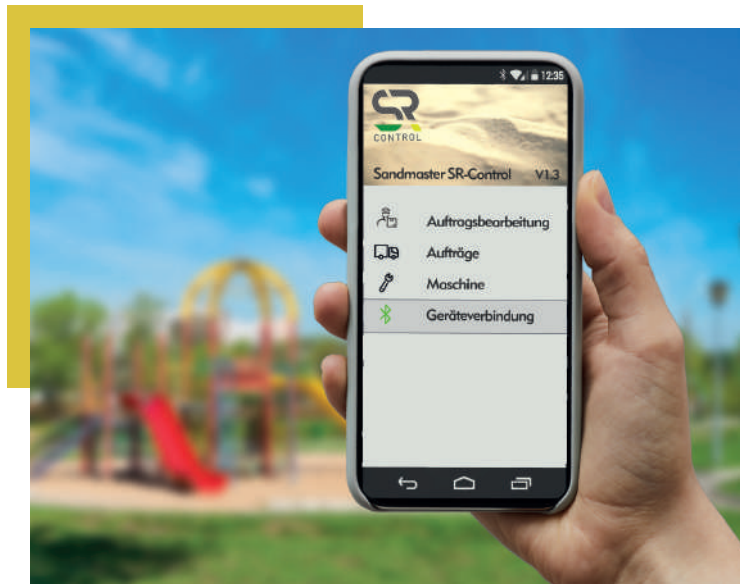 12:35
SR
CONTROL
Sandmaster SR-Control V1.3
Auftragsbearbeitung
Aufträge
Maschine
Geräteverbindung